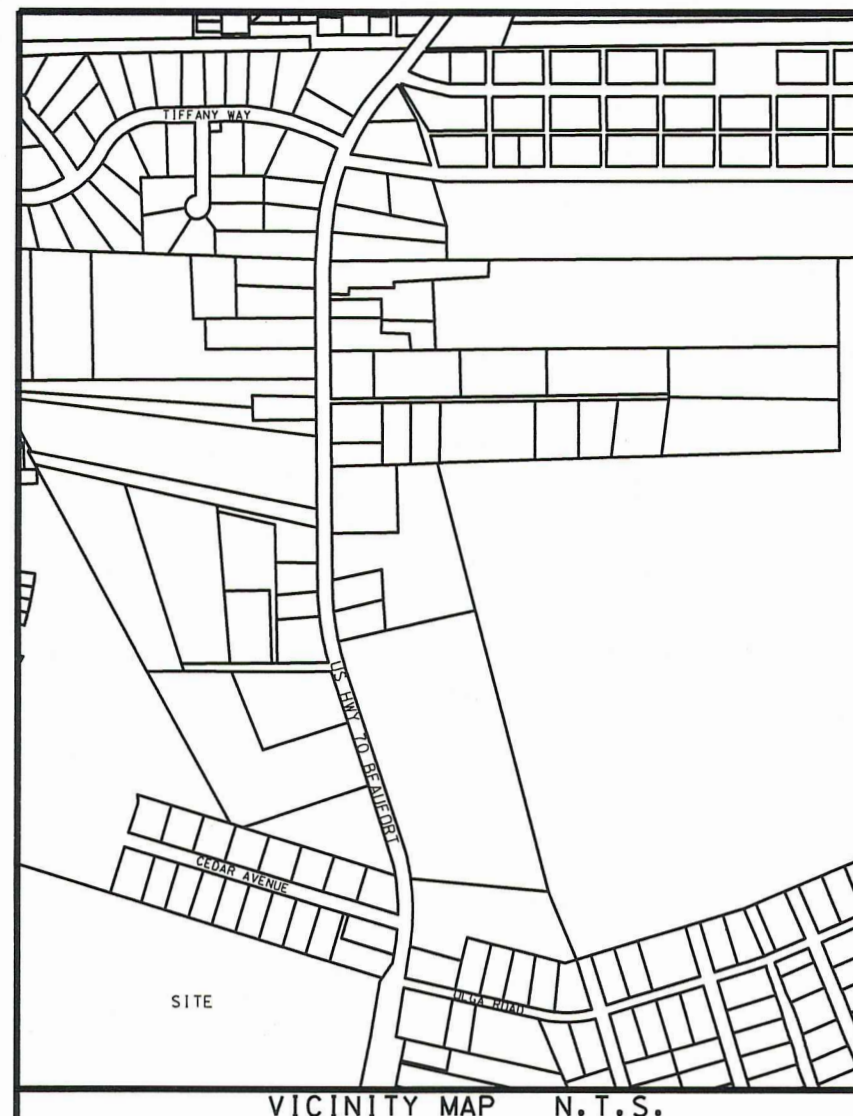 TIFFANY WAY
US HWY 70 BEAUFORT
CEDAR AVENUE
SITE
OLGA ROAD
VICINITY MAP N.T.S.